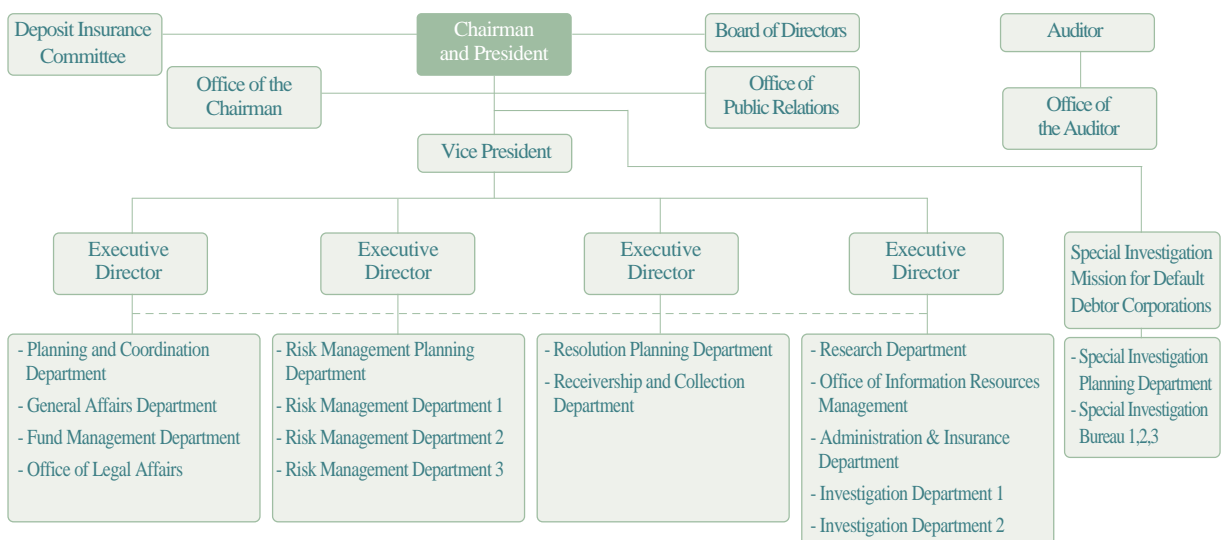 Deposit Insurance
Committee
Chairman
and President
Board of Directors
Auditor
Office of the
Chairman
Office of
Public Relations
Office of
the Auditor
Vice President
Executive
Director
Executive
Director
Executive
Director
Executive
Director
Special Investigation
Mission for Default
Debtor Corporations
- Planning and Coordination
Department
- General Affairs Department
- Fund Management Department
- Office of Legal Affairs
- Risk Management Planning
Department
- Risk Management Department 1
- Risk Management Department 2
- Risk Management Department 3
- Resolution Planning Department
- Receivership and Collection
Department
- Research Department
- Office of Information Resources
Management
- Administration & Insurance
Department
- Investigation Department 1
- Investigation Department 2
- Special Investigation
Planning Department
- Special Investigation
Bureau 1,2,3